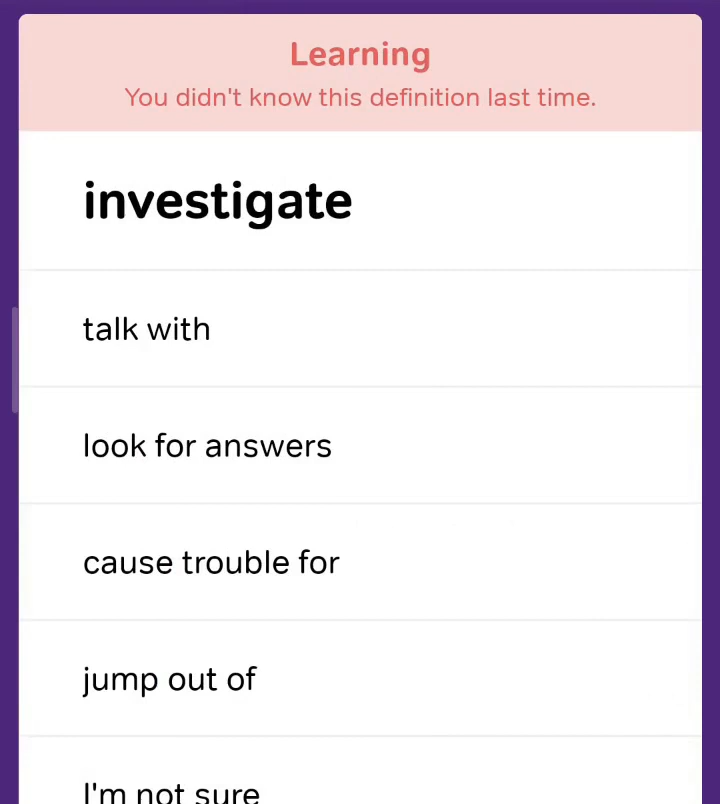 Learning
You didn't know this definition last time.
investigate
talk with
look for answers
cause trouble for
jump out of
I'm not sure